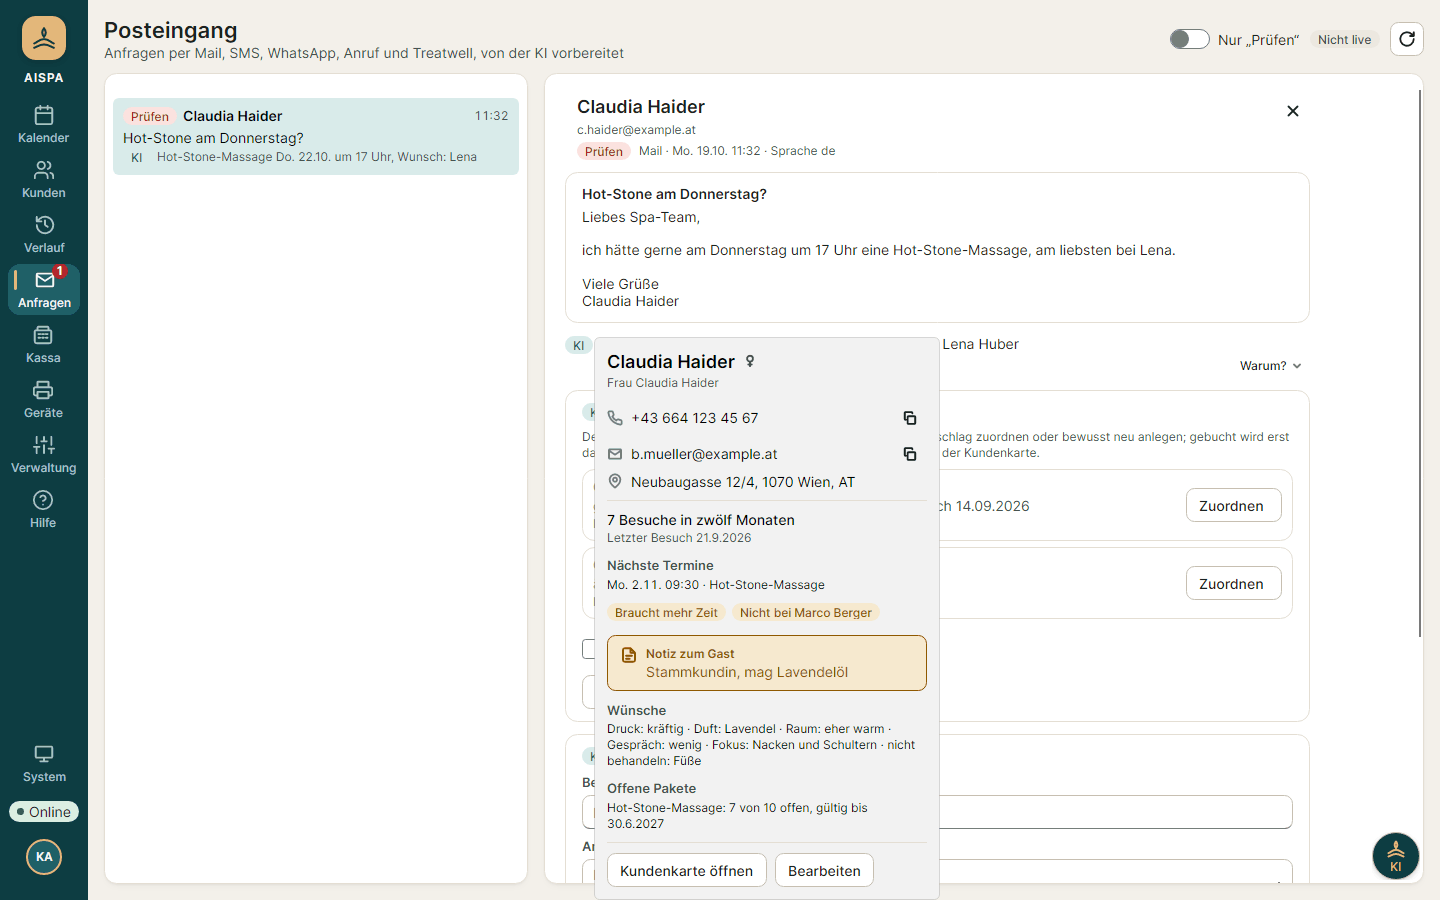 AISPA
Kalender
Kunden
Verlauf
1
Anfragen
Kassa
Geräte
Verwaltung
Hilfe
System
Online
KA
Posteingang
Anfragen per Mail, SMS, WhatsApp, Anruf und Treatwell, von der KI vorbereitet
Nur „Prüfen“
Nicht live
Prüfen Claudia Haider 11:32
Hot-Stone am Donnerstag?
KI Hot-Stone-Massage Do. 22.10. um 17 Uhr, Wunsch: Lena
Claudia Haider
c.haider@example.at
Prüfen Mail · Mo. 19.10. 11:32 · Sprache de
Hot-Stone am Donnerstag?
Liebes Spa-Team,
ich hätte gerne am Donnerstag um 17 Uhr eine Hot-Stone-Massage, am liebsten bei Lena.
Viele Grüße
Claudia Haider
KI
Lena Huber
Warum?
schlag zuordnen oder bewusst neu anlegen; gebucht wird erst
der Kundenkarte.
14.09.2026
Zuordnen
Zuordnen
Claudia Haider
Frau Claudia Haider
+43 664 123 45 67
b.mueller@example.at
Neubaugasse 12/4, 1070 Wien, AT
7 Besuche in zwölf Monaten
Letzter Besuch 21.9.2026
Nächste Termine
Mo. 2.11. 09:30 · Hot-Stone-Massage
Braucht mehr Zeit Nicht bei Marco Berger
Notiz zum Gast
Stammkundin, mag Lavendelöl
Wünsche
Druck: kräftig · Duft: Lavendel · Raum: eher warm ·
Gespräch: wenig · Fokus: Nacken und Schultern · nicht
behandeln: Füße
Offene Pakete
Hot-Stone-Massage: 7 von 10 offen, gültig bis
30.6.2027
Kundenkarte öffnen
Bearbeiten
KI